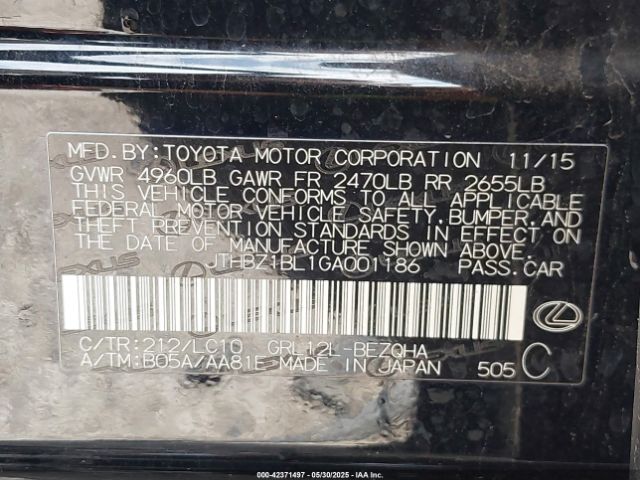 MFD. BY: TOYOTA MOTOR CORPORATION 11/15
GVWR 4960LB GAWR FR 2470LB RR 2655LB
THIS VEHICLE CONFORMS TO ALL APPLICABLE
FEDERAL MOTOR VEHICLE SAFETY, BUMPER, AND
THEFT PREVENTION STANDARDS IN EFFECT ON
THE DATE OF MANUFACTURE SHOWN ABOVE.
JTHBZ1BL1GA001186 PASS. CAR
C/TR: 212/LC10 GRL12L-BEZQHA
A/TM: B05A/AA81E MADE IN JAPAN 505 C
000-42371497 - 05/30/2025 - IAA Inc.